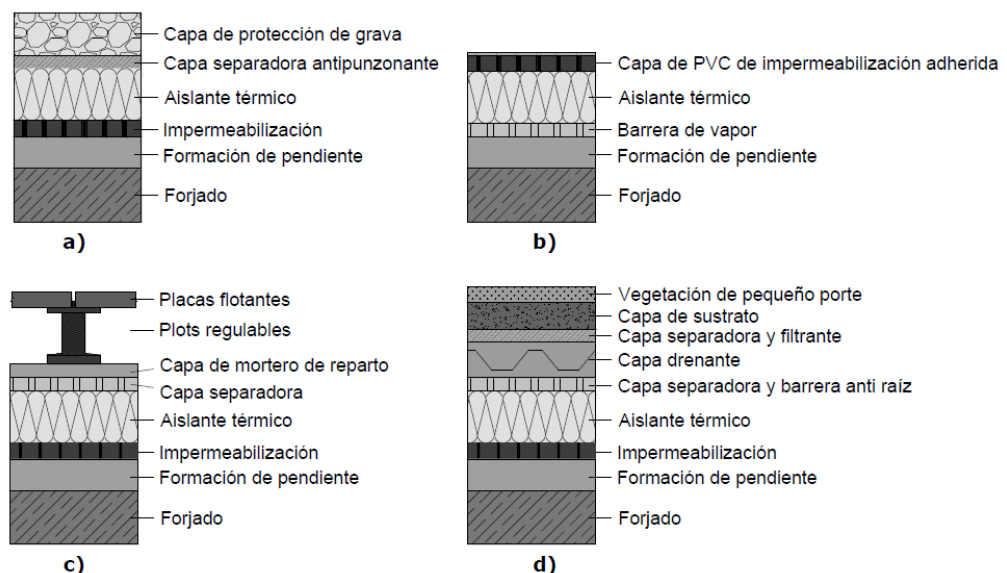 Capa de protección de grava
Capa separadora antipunzonante
Aislante térmico
Impermeabilización
Formación de pendiente
Forjado
a)
Capa de PVC de impermeabilización adherida
Aislante térmico
Barrera de vapor
Formación de pendiente
Forjado
b)
Placas flotantes
Plots regulables
Capa de mortero de reparto
Capa separadora
Aislante térmico
Impermeabilización
Formación de pendiente
Forjado
c)
Vegetación de pequeño porte
Capa de sustrato
Capa separadora y filtrante
Capa drenante
Capa separadora y barrera anti raíz
Aislante térmico
Impermeabilización
Formación de pendiente
Forjado
d)